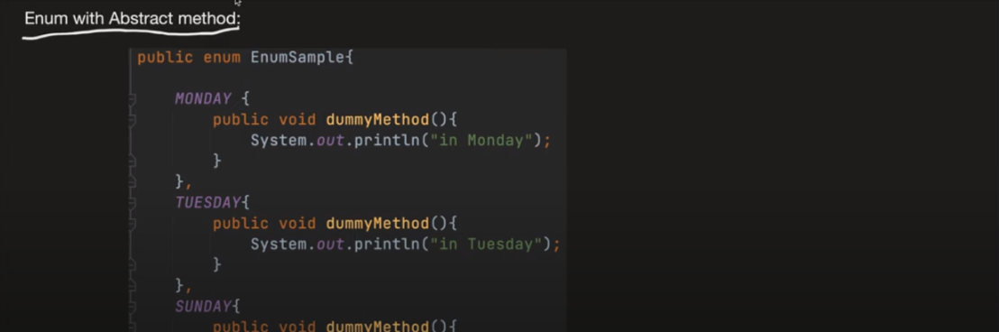 Enum with Abstract method:
public enum EnumSample{
MONDAY {
public void dummyMethod(){
System.out.println("in Monday");
}
},
TUESDAY{
public void dummyMethod(){
System.out.println("in Tuesday");
}
},
SUNDAY{
public void dummyMethod(){